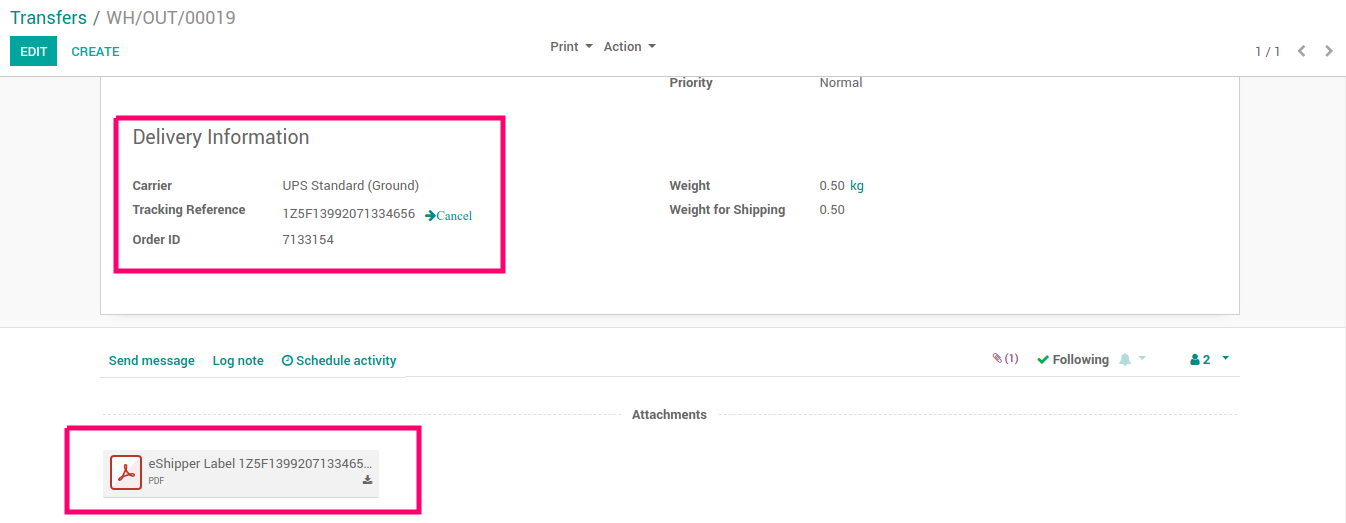 Transfers / WH/OUT/00019
EDIT CREATE Print Action 1 / 1
Priority Normal
Delivery Information
Carrier UPS Standard (Ground) Weight 0.50 kg
Tracking Reference 1Z5F13992071334656 Cancel Weight for Shipping 0.50
Order ID 7133154
Send message Log note Schedule activity (1) Following 2
Attachments
eShipper Label 1Z5F1399207133465...
PDF